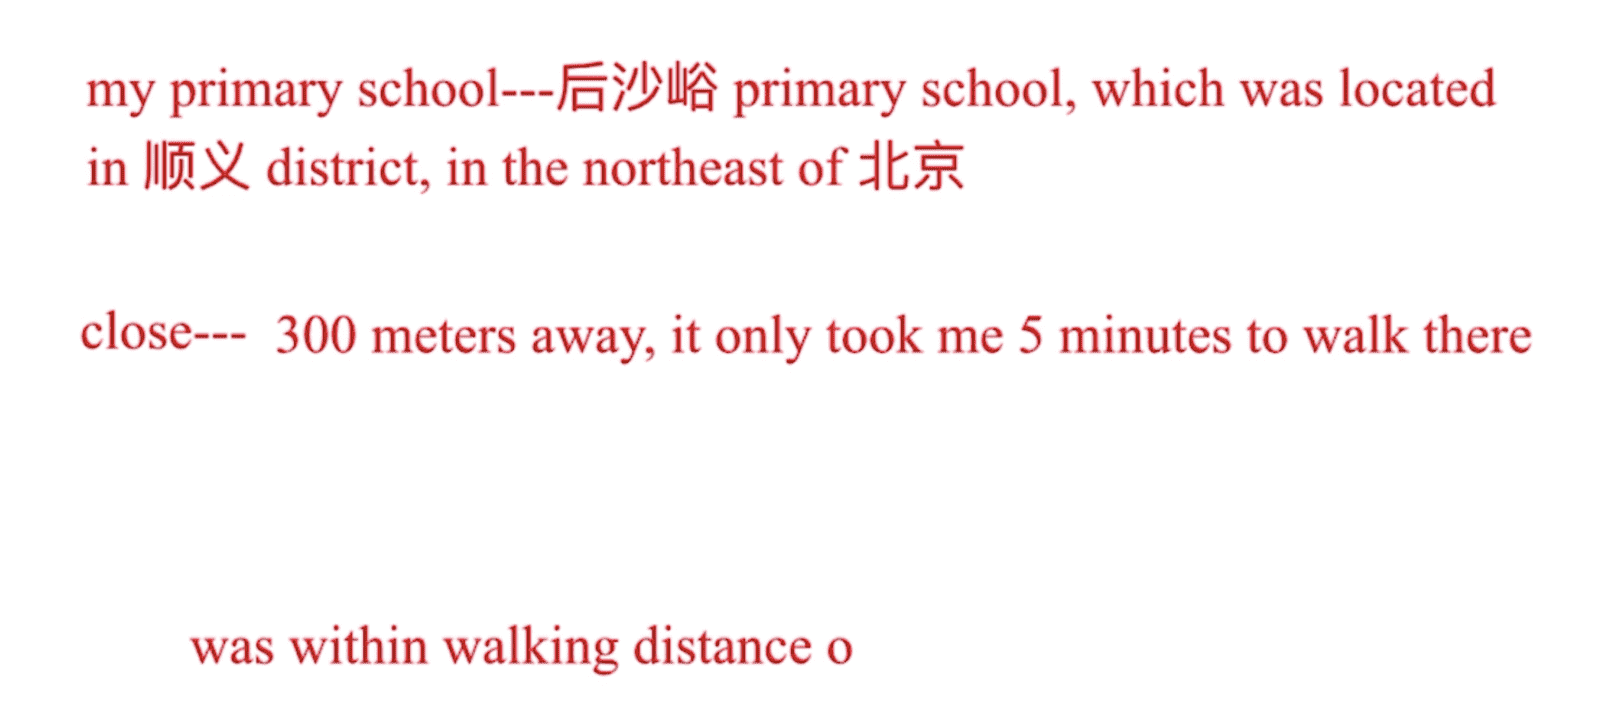 my primary school---后沙峪 primary school, which was located
in 顺义 district, in the northeast of 北京
close--- 300 meters away, it only took me 5 minutes to walk there
was within walking distance o